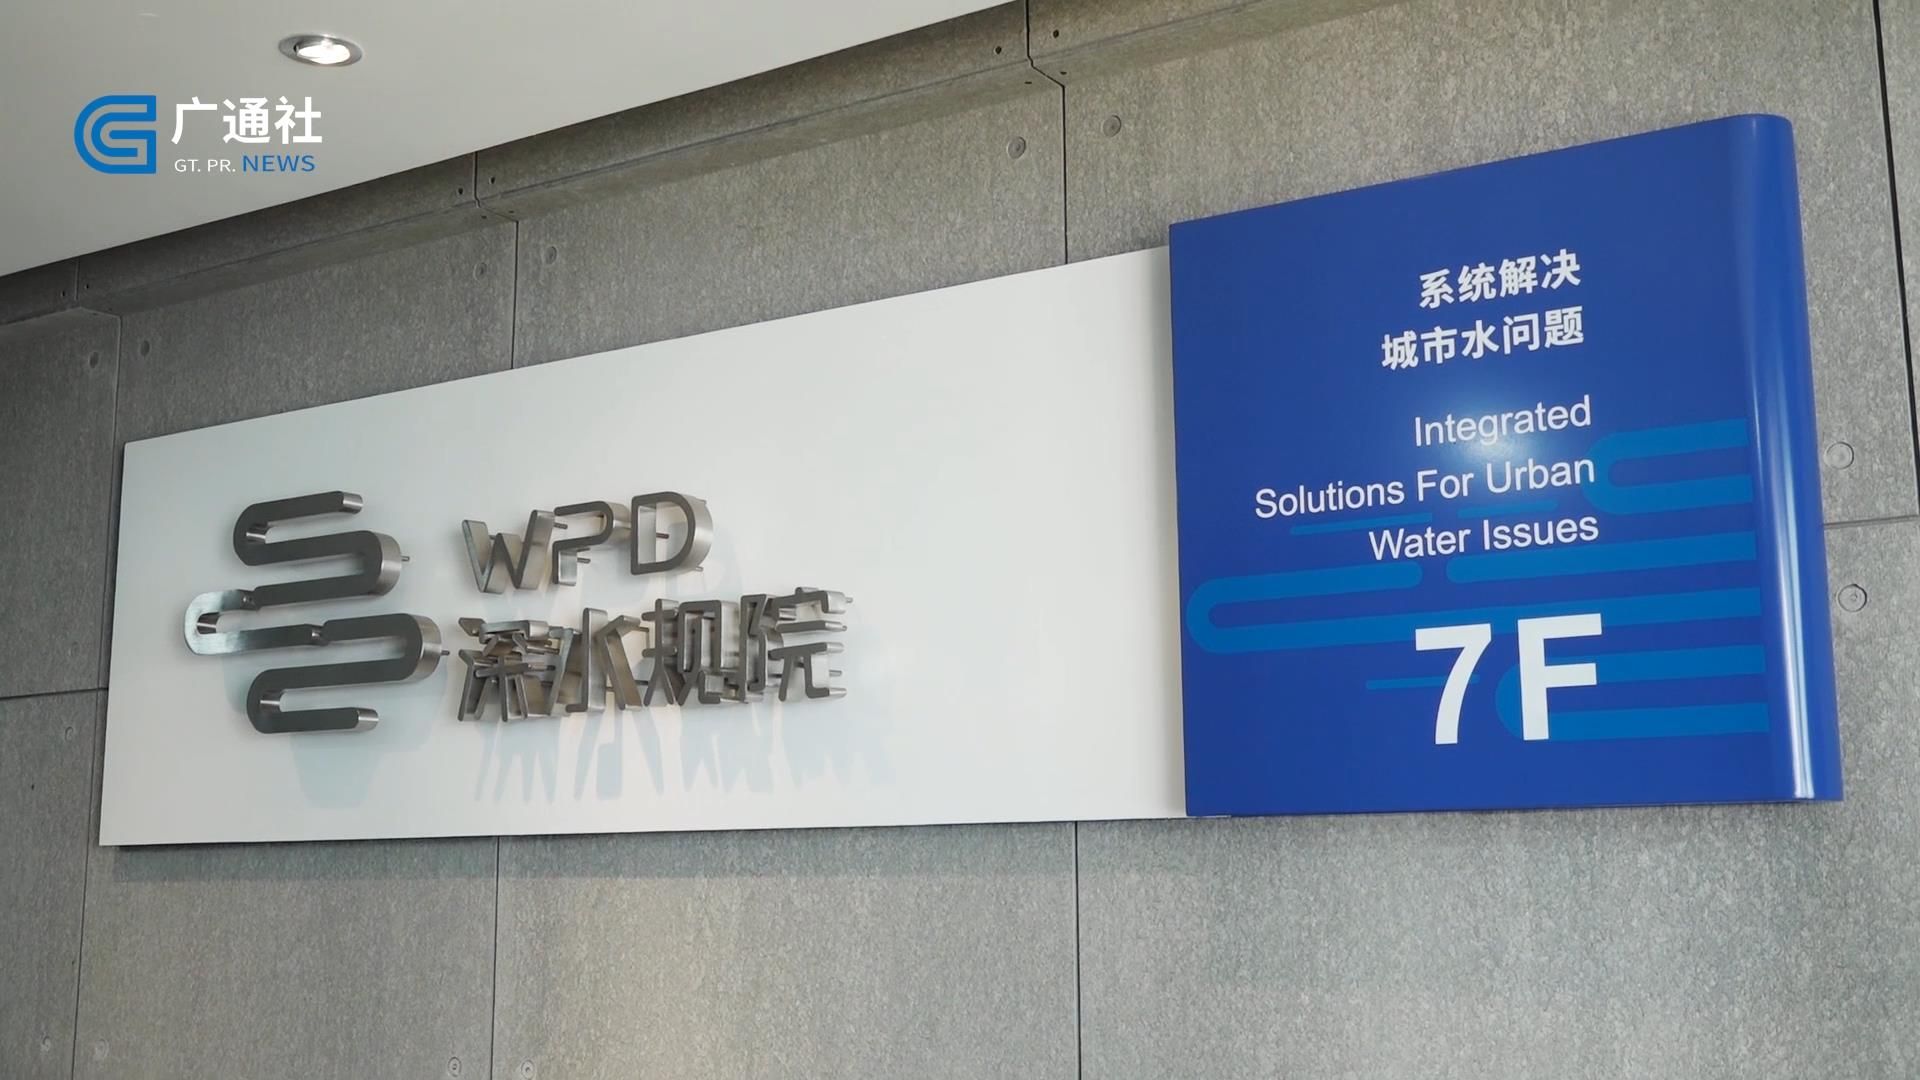 广通社
GT. PR. NEWS
WPD
深水规院
系统解决
城市水问题
Integrated
Solutions For Urban
Water Issues
7F